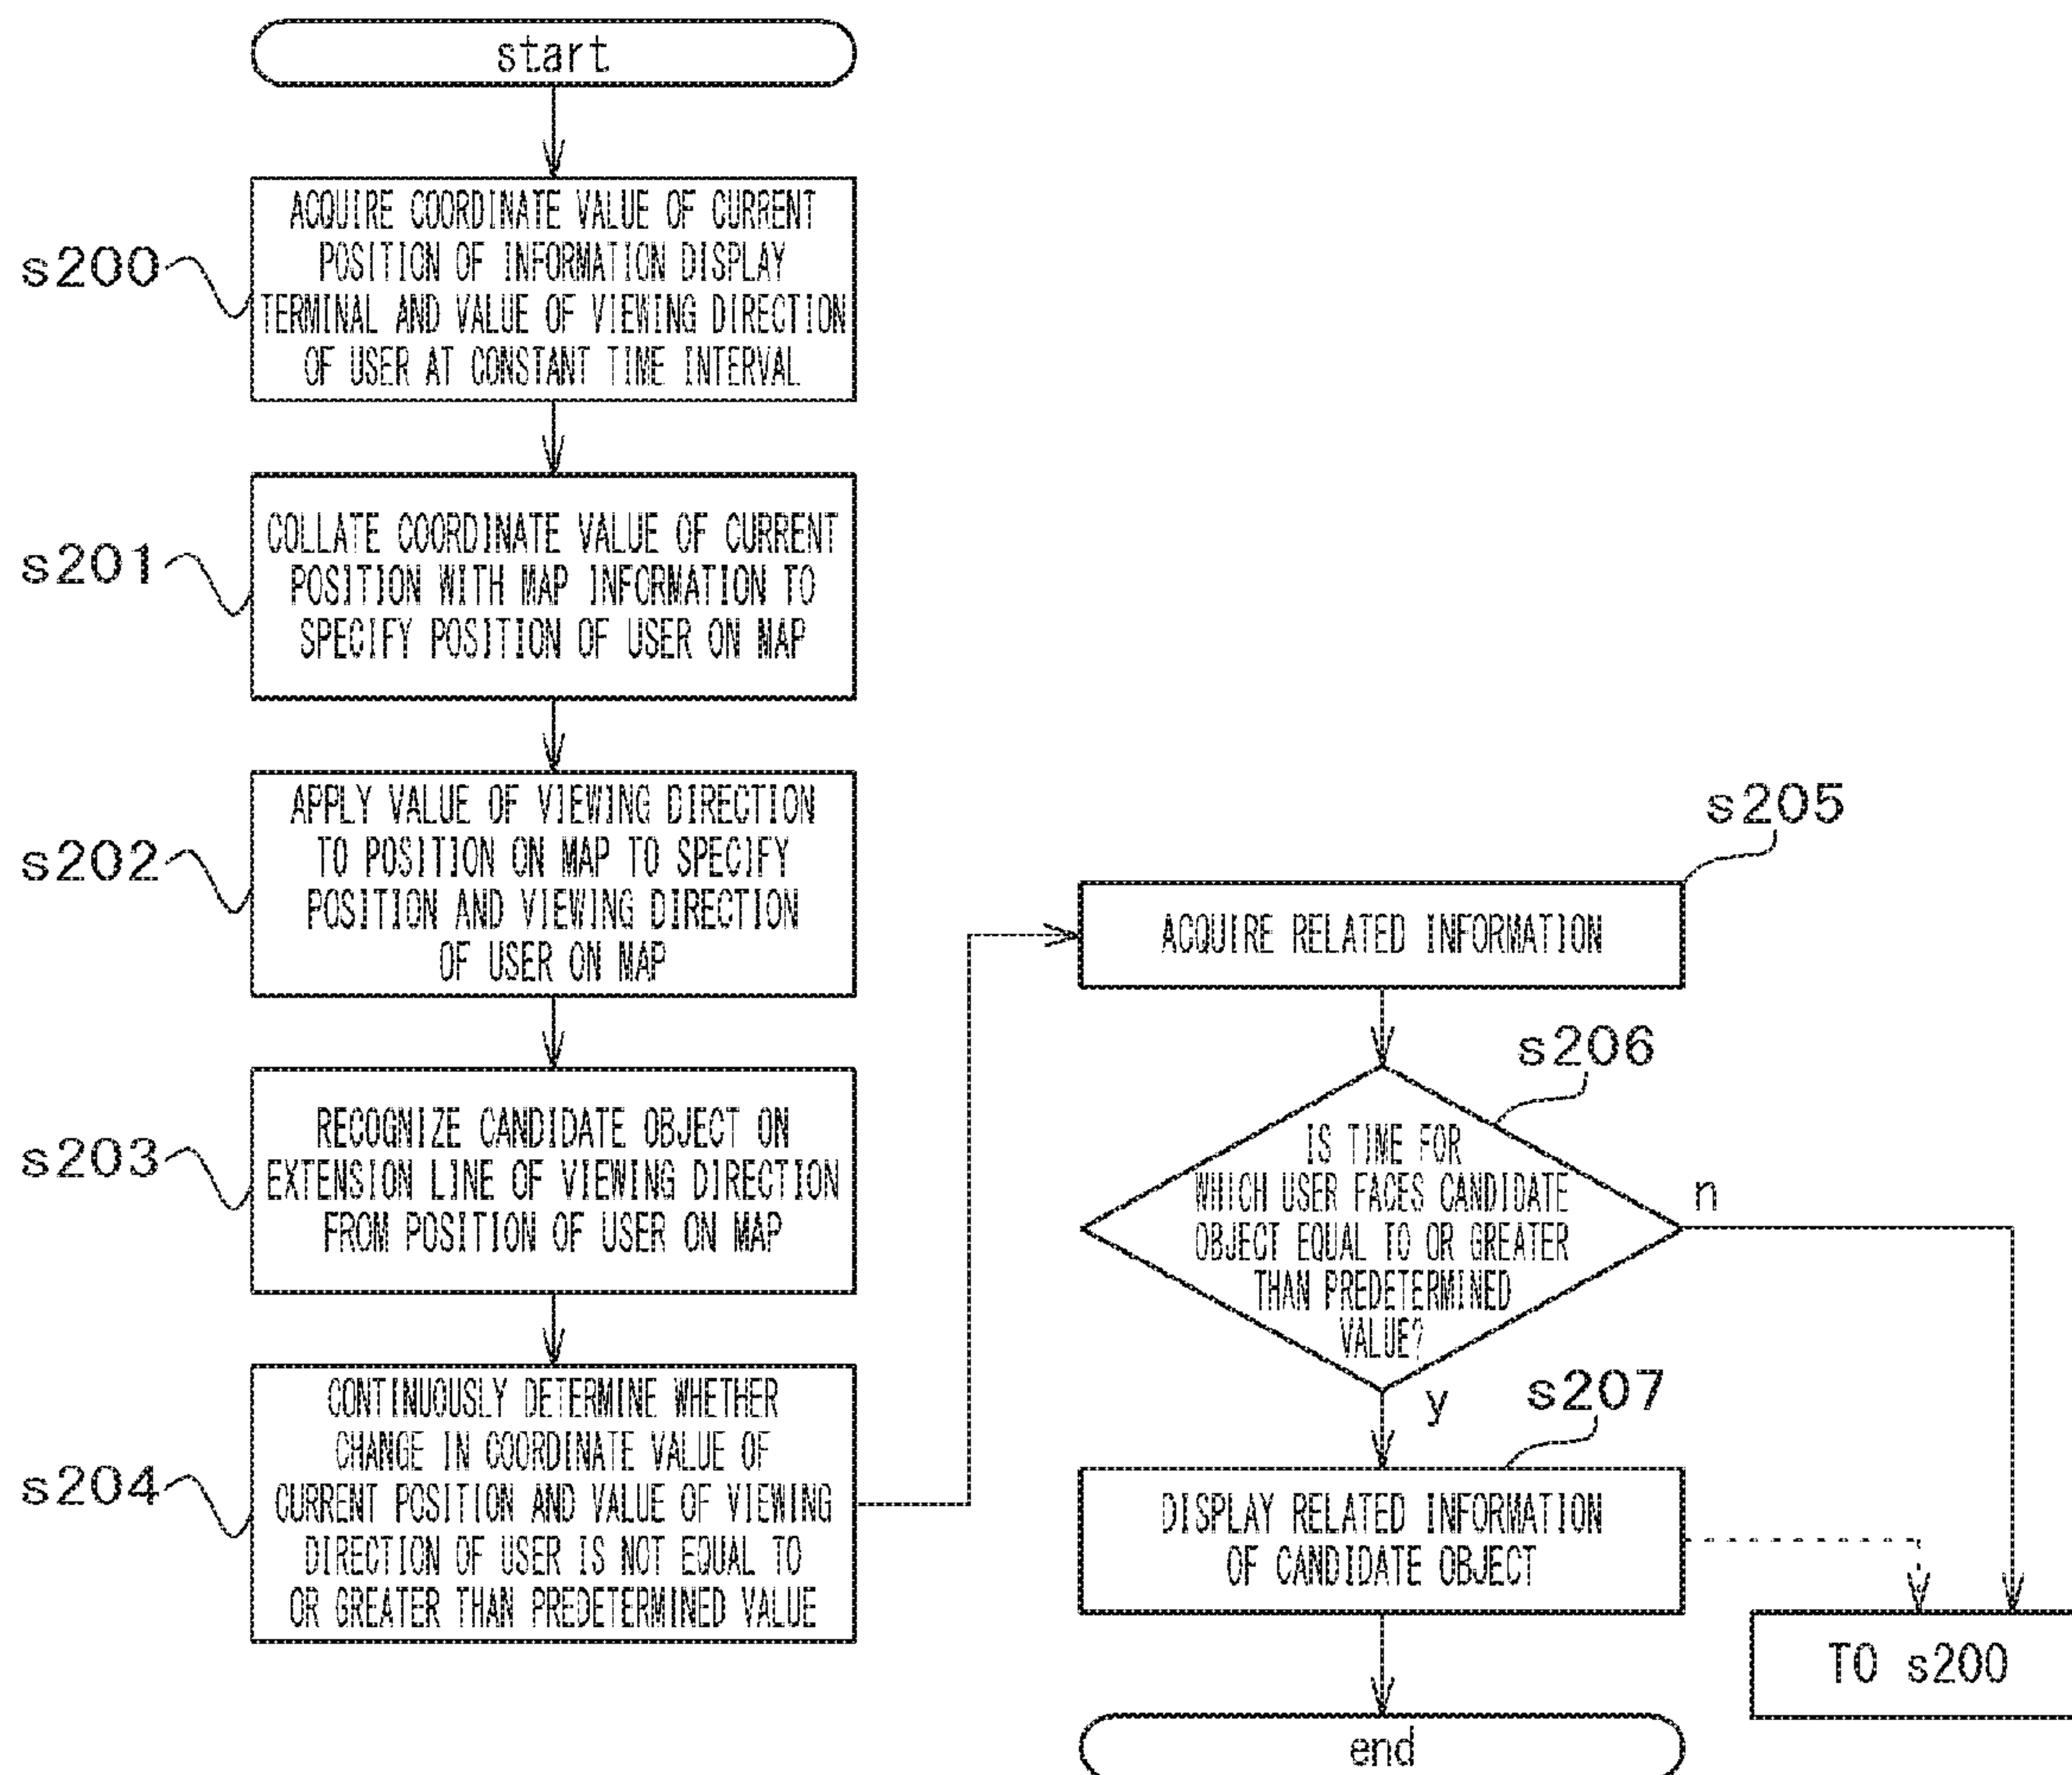 start
s200
ACQUIRE COORDINATE VALUE OF CURRENT
POSITION OF INFORMATION DISPLAY
TERMINAL AND VALUE OF VIEWING DIRECTION
OF USER AT CONSTANT TIME INTERVAL
s201
COLLATE COORDINATE VALUE OF CURRENT
POSITION WITH MAP INFORMATION TO
SPECIFY POSITION OF USER ON MAP
s202
APPLY VALUE OF VIEWING DIRECTION
TO POSITION ON MAP TO SPECIFY
POSITION AND VIEWING DIRECTION
OF USER ON MAP
s203
RECOGNIZE CANDIDATE OBJECT ON
EXTENSION LINE OF VIEWING DIRECTION
FROM POSITION OF USER ON MAP
s204
CONTINUOUSLY DETERMINE WHETHER
CHANGE IN COORDINATE VALUE OF
CURRENT POSITION AND VALUE OF VIEWING
DIRECTION OF USER IS NOT EQUAL TO
OR GREATER THAN PREDETERMINED VALUE
s205
ACQUIRE RELATED INFORMATION
s206
IS TIME FOR
WHICH USER FACES CANDIDATE
OBJECT EQUAL TO OR GREATER
THAN PREDETERMINED
VALUE?
n
y
s207
DISPLAY RELATED INFORMATION
OF CANDIDATE OBJECT
TO s200
end